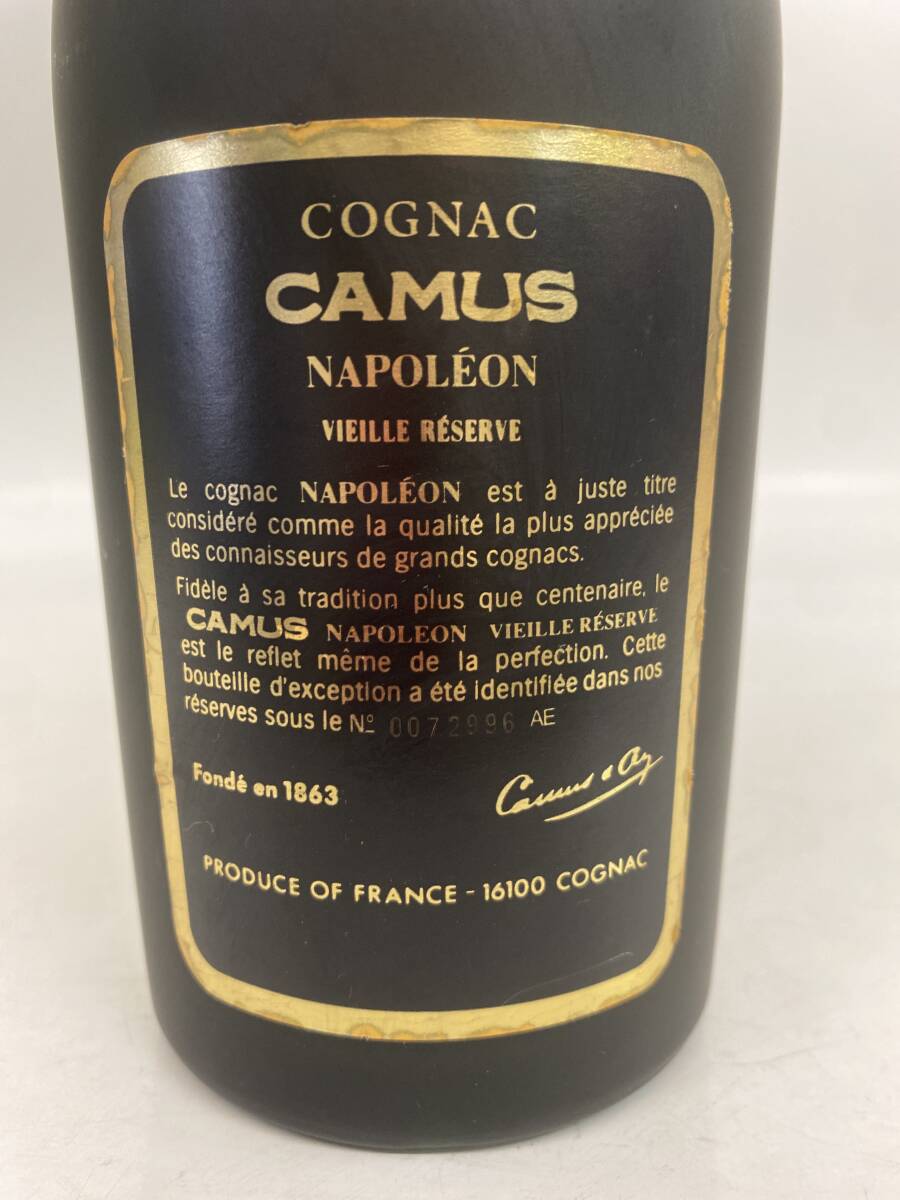 COGNAC
CAMUS
NAPOLÉON
VIEILLE RÉSERVE
Le cognac NAPOLÉON est à juste titre
considéré comme la qualité la plus appréciée
des connaisseurs de grands cognacs.
Fidèle à sa tradition plus que centenaire, le
CAMUS NAPOLEON VIEILLE RÉSERVE
est le reflet même de la perfection. Cette
bouteille d'exception a été identifiée dans nos
réserves sous le Nº 0072996 AE
Fondé en 1863
Camus & Cie
PRODUCE OF FRANCE - 16100 COGNAC